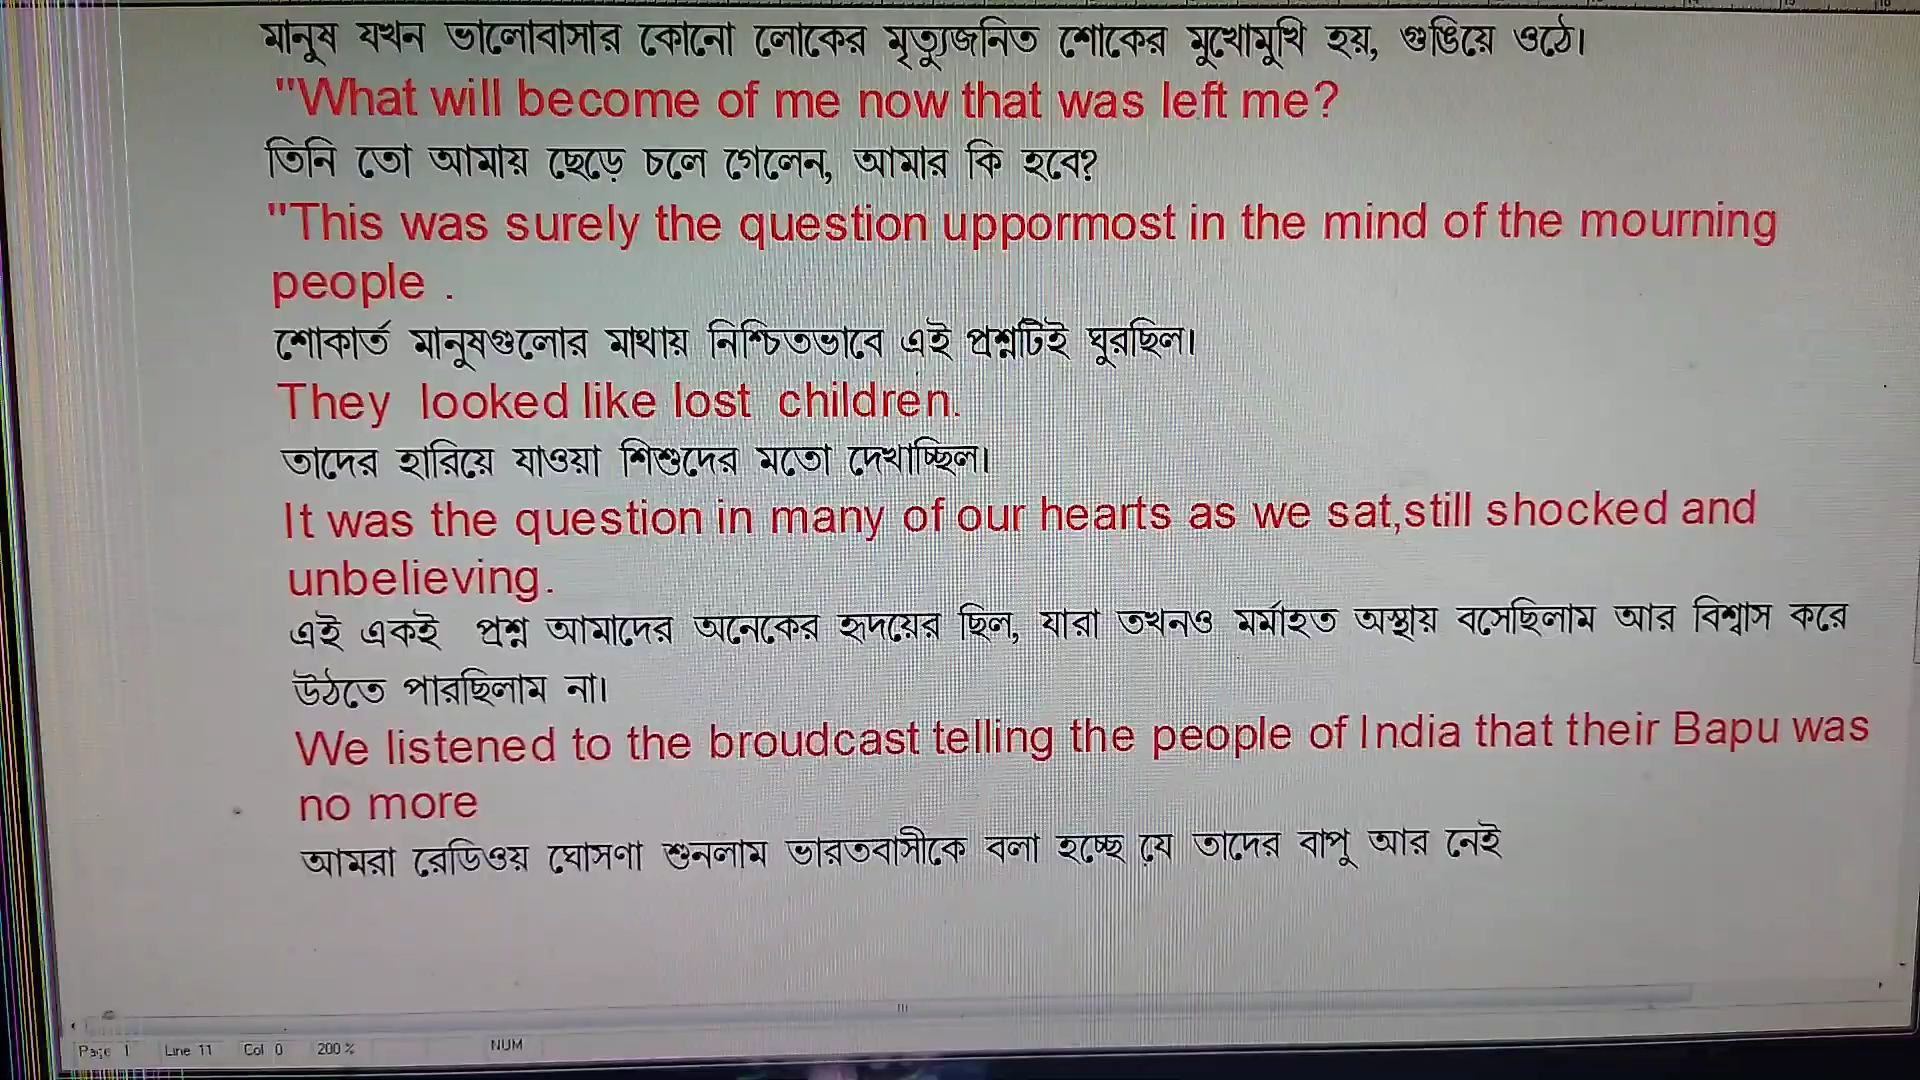 মানুষ যখন ভালোবাসার কোনো লোকের মৃত্যুজনিত শোকের মুখোমুখি হয়, গুঙিয়ে ওঠে।
"What will become of me now that was left me?
তিনি তো আমায় ছেড়ে চলে গেলেন, আমার কি হবে?
"This was surely the question uppormost in the mind of the mourning
people .
শোকার্ত মানুষগুলোর মাথায় নিশ্চিতভাবে এই প্রশ্নটিই ঘুরছিল।
They looked like lost children.
তাদের হারিয়ে যাওয়া শিশুদের মতো দেখাচ্ছিল।
It was the question in many of our hearts as we sat,still shocked and
unbelieving.
এই একই প্রশ্ন আমাদের অনেকের হৃদয়ের ছিল, যারা তখনও মর্মাহত অস্থায় বসেছিলাম আর বিশ্বাস করে
উঠতে পারছিলাম না।
We listened to the broudcast telling the people of India that their Bapu was
no more
আমরা রেডিওয় ঘোসণা শুনলাম ভারতবাসীকে বলা হচ্ছে যে তাদের বাপু আর নেই
Page 1 Line 11 Col 0 200% NUM